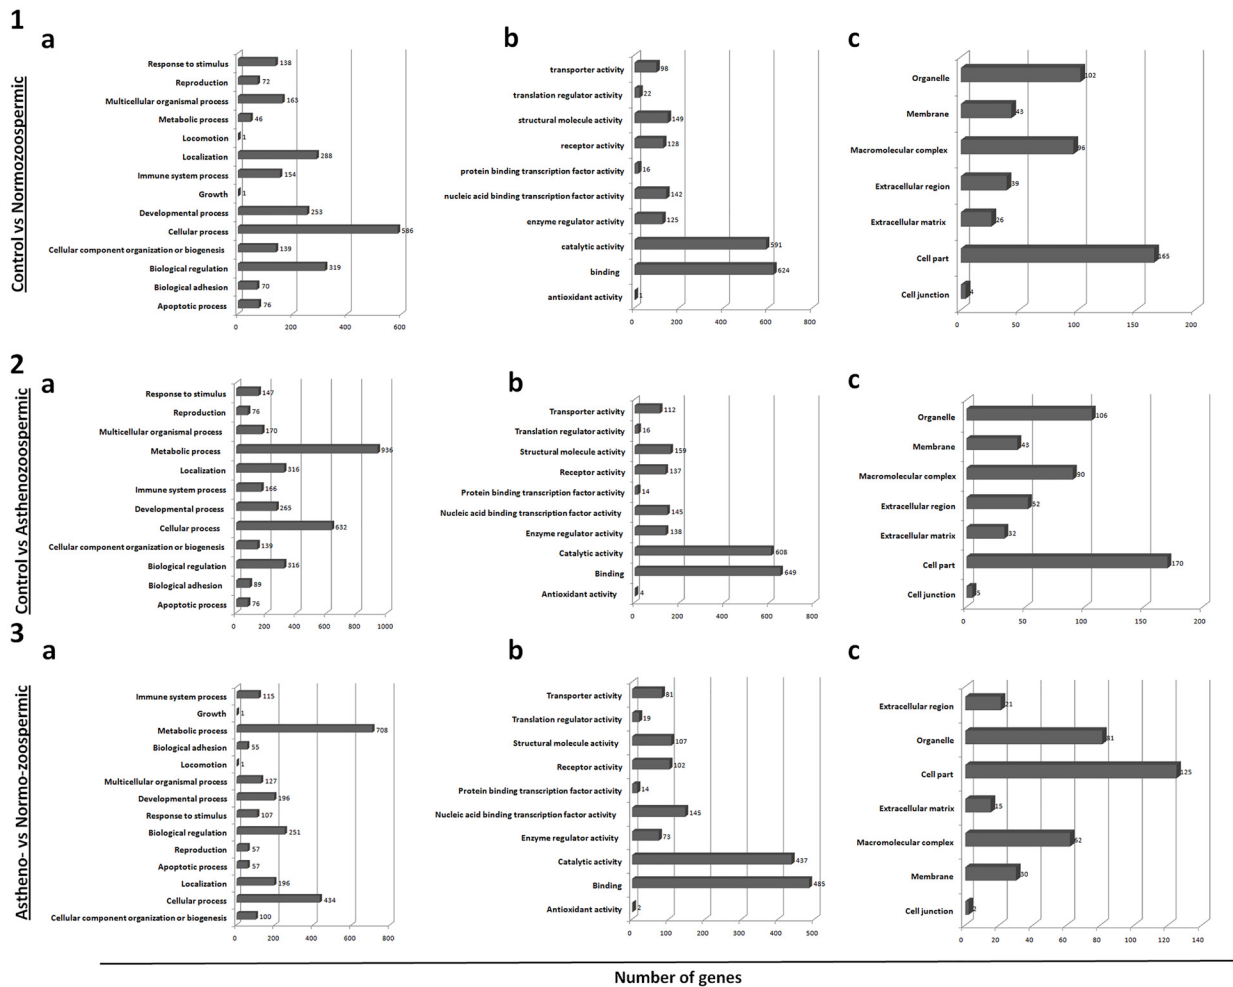 1
Control vs Normozoospermic
a
Response to stimulus 138
Reproduction 72
Multicellular organismal process 163
Metabolic process 46
Locomotion 1
Localization 288
Immune system process 154
Growth 1
Developmental process 253
Cellular process 586
Cellular component organization or biogenesis 139
Biological regulation 319
Biological adhesion 70
Apoptotic process 76
0 200 400 600
b
transporter activity 98
translation regulator activity 22
structural molecule activity 149
receptor activity 128
protein binding transcription factor activity 16
nucleic acid binding transcription factor activity 142
enzyme regulator activity 125
catalytic activity 591
binding 624
antioxidant activity 1
0 200 400 600 800
c
Organelle 102
Membrane 43
Macromolecular complex 96
Extracellular region 39
Extracellular matrix 26
Cell part 165
Cell junction 4
0 50 100 150 200
2
Control vs Asthenozoospermic
a
Response to stimulus 147
Reproduction 76
Multicellular organismal process 170
Metabolic process 936
Localization 316
Immune system process 166
Developmental process 265
Cellular process 632
Cellular component organization or biogenesis 139
Biological regulation 316
Biological adhesion 89
Apoptotic process 76
0 200 400 600 800 1000
b
Transporter activity 112
Translation regulator activity 16
Structural molecule activity 159
Receptor activity 137
Protein binding transcription factor activity 14
Nucleic acid binding transcription factor activity 145
Enzyme regulator activity 138
Catalytic activity 608
Binding 649
Antioxidant activity 4
0 200 400 600 800
c
Organelle 106
Membrane 43
Macromolecular complex 90
Extracellular region 52
Extracellular matrix 32
Cell part 170
Cell junction 5
0 50 100 150 200
3
Astheno- vs Normo-zoospermic
a
Immune system process 115
Growth 1
Metabolic process 708
Biological adhesion 55
Locomotion 1
Multicellular organismal process 127
Developmental process 196
Response to stimulus 107
Biological regulation 251
Reproduction 57
Apoptotic process 57
Localization 196
Cellular process 434
Cellular component organization or biogenesis 100
0 200 400 600 800
b
Transporter activity 81
Translation regulator activity 19
Structural molecule activity 107
Receptor activity 102
Protein binding transcription factor activity 14
Nucleic acid binding transcription factor activity 145
Enzyme regulator activity 73
Catalytic activity 437
Binding 485
Antioxidant activity 2
0 100 200 300 400 500
c
Extracellular region 21
Organelle 81
Cell part 125
Extracellular matrix 15
Macromolecular complex 62
Membrane 30
Cell junction 2
0 20 40 60 80 100 120 140
Number of genes